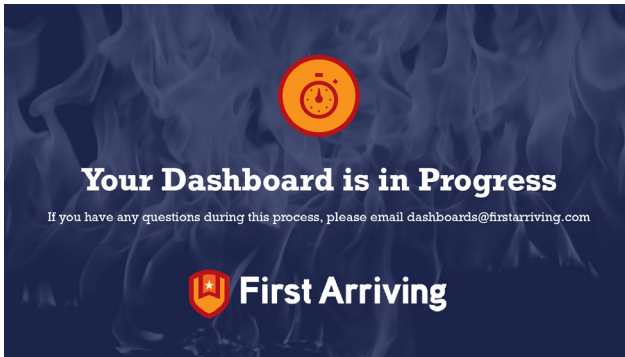 Your Dashboard is in Progress
If you have any questions during this process, please email dashboards@firstarriving.com
First Arriving